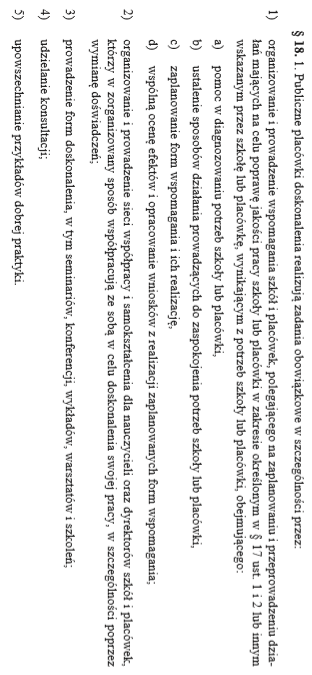 § 18. 1. Publiczne placówki doskonalenia realizują zadania obowiązkowe w szczególności przez:
1) organizowanie i prowadzenie wspomagania szkół i placówek, polegającego na zaplanowaniu i przeprowadzeniu dzia-
łań mających na celu poprawę jakości pracy szkoły lub placówki w zakresie określonym w § 17 ust. 1 i 2 lub innym
wskazanym przez szkołę lub placówkę, wynikającym z potrzeb szkoły lub placówki, obejmującego:
a) pomoc w diagnozowaniu potrzeb szkoły lub placówki,
b) ustalenie sposobów działania prowadzących do zaspokojenia potrzeb szkoły lub placówki,
c) zaplanowanie form wspomagania i ich realizację,
d) wspólną ocenę efektów i opracowanie wniosków z realizacji zaplanowanych form wspomagania;
2) organizowanie i prowadzenie sieci współpracy i samokształcenia dla nauczycieli oraz dyrektorów szkół i placówek,
którzy w zorganizowany sposób współpracują ze sobą w celu doskonalenia swojej pracy, w szczególności poprzez
wymianę doświadczeń;
3) prowadzenie form doskonalenia, w tym seminariów, konferencji, wykładów, warsztatów i szkoleń;
4) udzielanie konsultacji;
5) upowszechnianie przykładów dobrej praktyki.